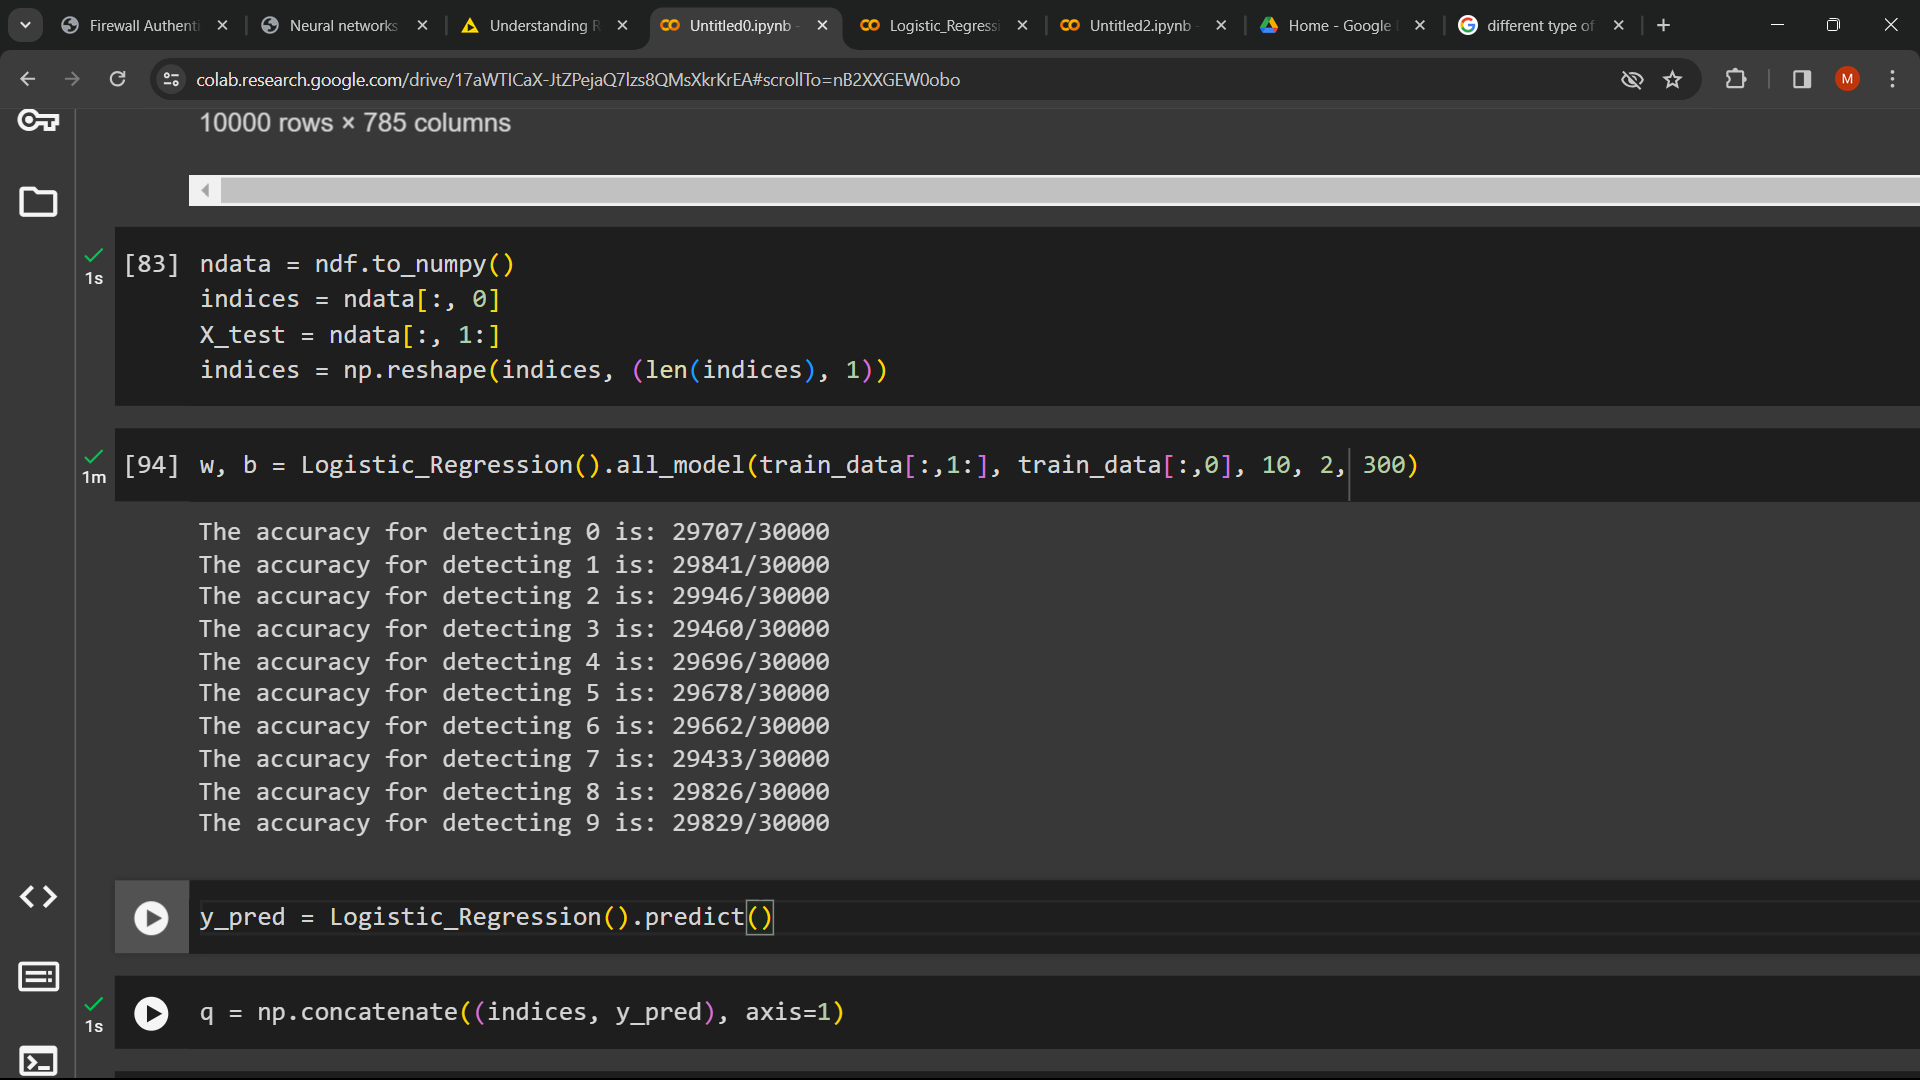 Firewall Authenti
Neural networks
Understanding R
Untitled0.ipynb -
Logistic_Regressi
Untitled2.ipynb -
Home - Google
different type of
colab.research.google.com/drive/17aWTICaX-JtZPejaQ7lzs8QMsXkrKrEA#scrollTo=nB2XXGEW0obo
M
10000 rows × 785 columns
1s
[83] ndata = ndf.to_numpy()
indices = ndata[:, 0]
X_test = ndata[:, 1:]
indices = np.reshape(indices, (len(indices), 1))
1m
[94] w, b = Logistic_Regression().all_model(train_data[:,1:], train_data[:,0], 10, 2, 300)
The accuracy for detecting 0 is: 29707/30000
The accuracy for detecting 1 is: 29841/30000
The accuracy for detecting 2 is: 29946/30000
The accuracy for detecting 3 is: 29460/30000
The accuracy for detecting 4 is: 29696/30000
The accuracy for detecting 5 is: 29678/30000
The accuracy for detecting 6 is: 29662/30000
The accuracy for detecting 7 is: 29433/30000
The accuracy for detecting 8 is: 29826/30000
The accuracy for detecting 9 is: 29829/30000
y_pred = Logistic_Regression().predict()
1s
q = np.concatenate((indices, y_pred), axis=1)